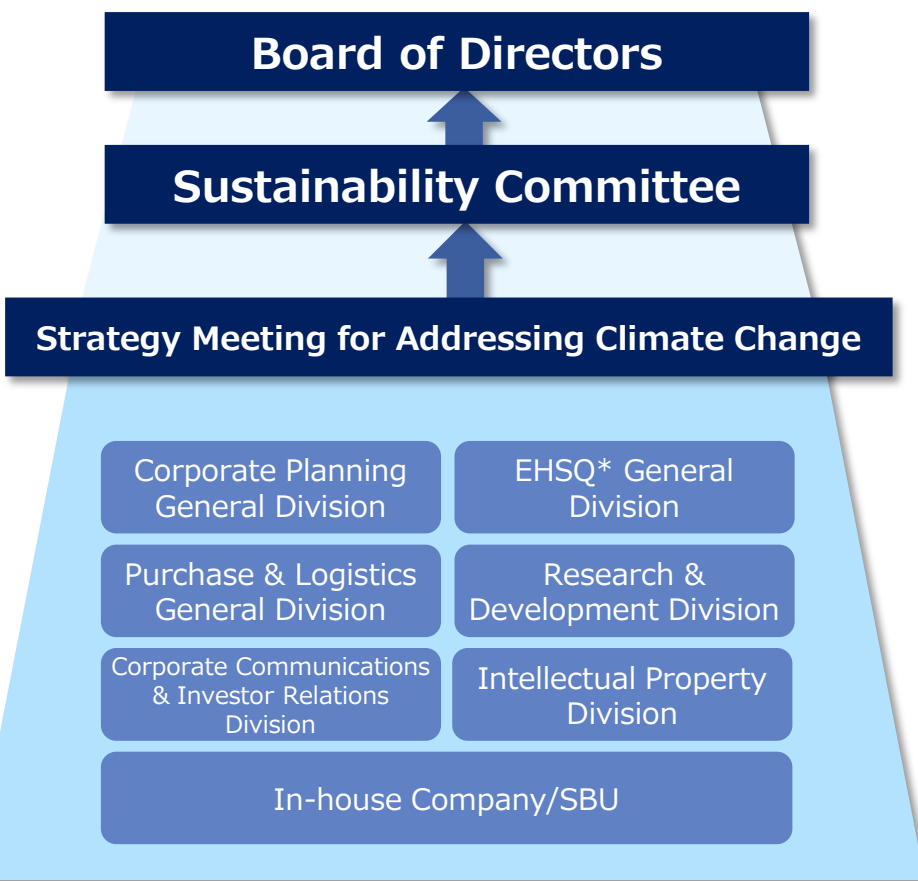 Board of Directors
Sustainability Committee
Strategy Meeting for Addressing Climate Change
Corporate Planning
General Division
EHSQ* General
Division
Purchase & Logistics
General Division
Research &
Development Division
Corporate Communications
& Investor Relations
Division
Intellectual Property
Division
In-house Company/SBU